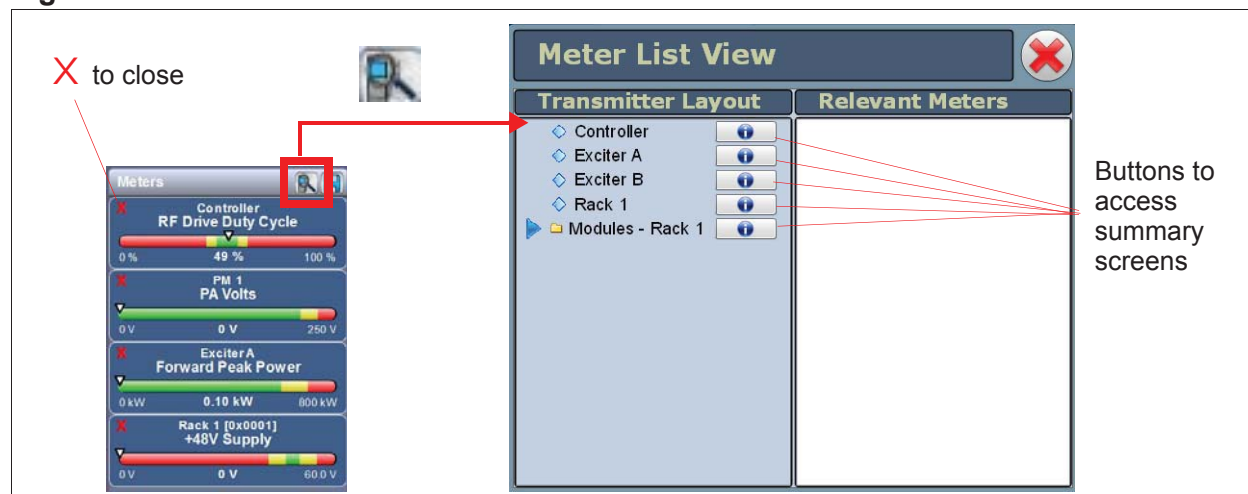 X to close
Meters
X Controller
RF Drive Duty Cycle
0 % 49 % 100 %
X PM 1
PA Volts
0 V 0 V 250 V
X Exciter A
Forward Peak Power
0 kW 0.10 kW 800 kW
X Rack 1 [0x0001]
+48V Supply
0 V 0 V 60.0 V
Meter List View
Transmitter Layout Relevant Meters
Controller
Exciter A
Exciter B
Rack 1
Modules - Rack 1
Buttons to
access
summary
screens